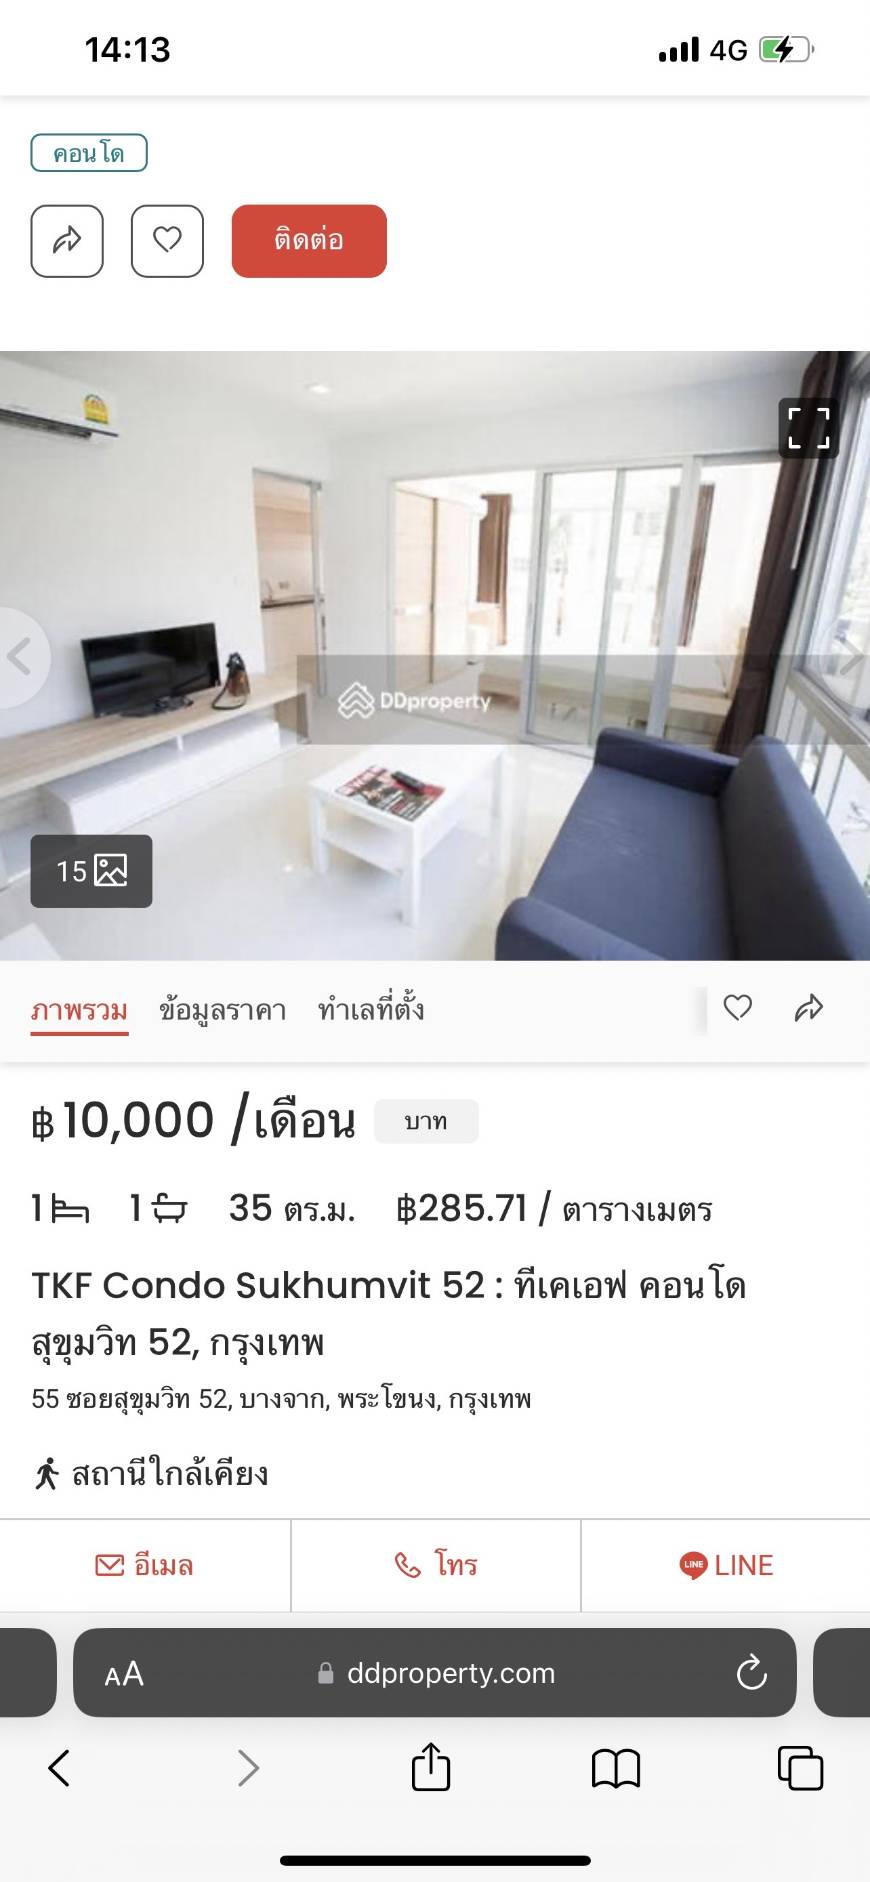 14:13
4G
คอนโด
ติดต่อ
DDproperty
15
ภาพรวม ข้อมูลราคา ทำเลที่ตั้ง
฿10,000 /เดือน บาท
1 1 35 ตร.ม. ฿285.71 / ตารางเมตร
TKF Condo Sukhumvit 52 : ทีเคเอฟ คอนโด
สุขุมวิท 52, กรุงเทพ
55 ซอยสุขุมวิท 52, บางจาก, พระโขนง, กรุงเทพ
สถานีใกล้เคียง
อีเมล โทร LINE LINE
AA ddproperty.com